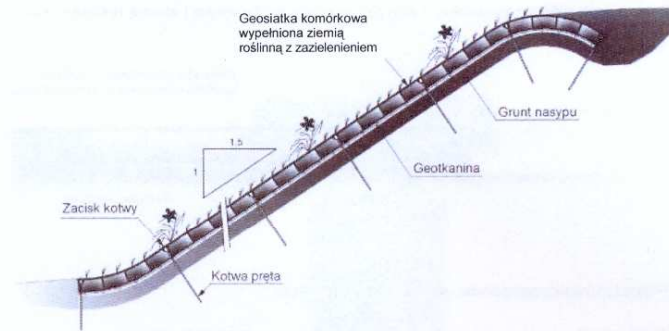 Geosiatka komórkowa
wypełniona ziemią
roślinną z zazielenieniem
Grunt nasypu
1.5
1
Geotkanina
Zacisk kotwy
Kotwa pręta